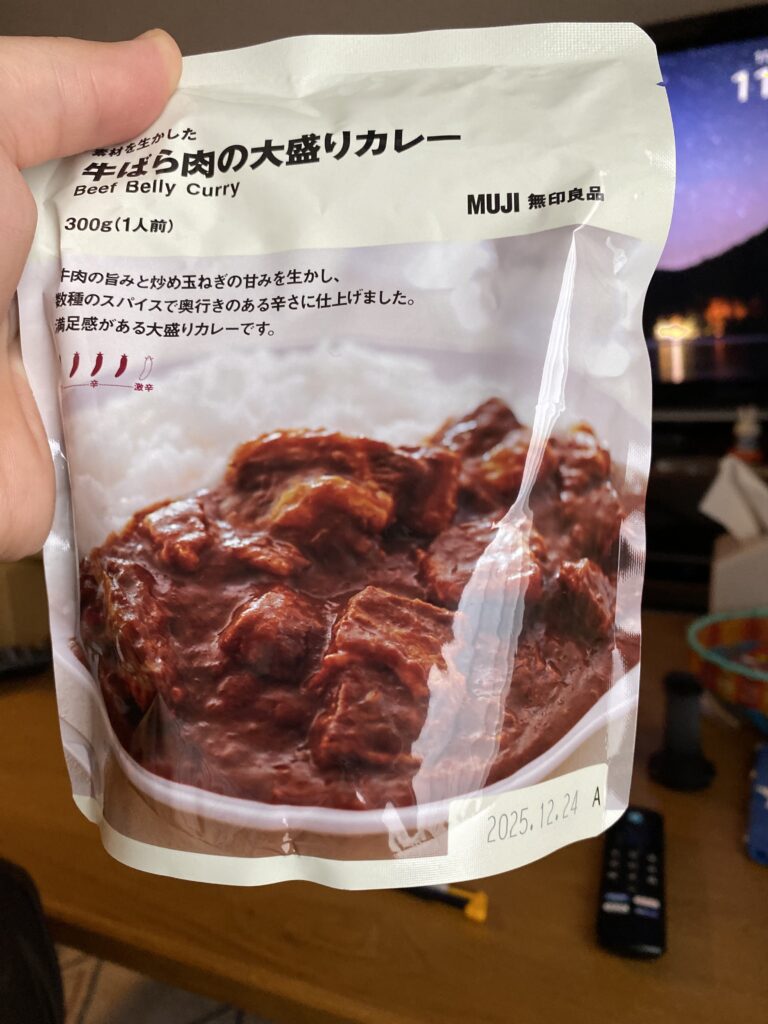 素材を生かした
牛ばら肉の大盛りカレー
Beef Belly Curry
300g(1人前)
MUJI 無印良品
牛肉の旨みと炒め玉ねぎの甘みを生かし、
数種のスパイスで奥行きのある辛さに仕上げました。
満足感がある大盛りカレーです。
辛 激辛
2025.12.24 A
11